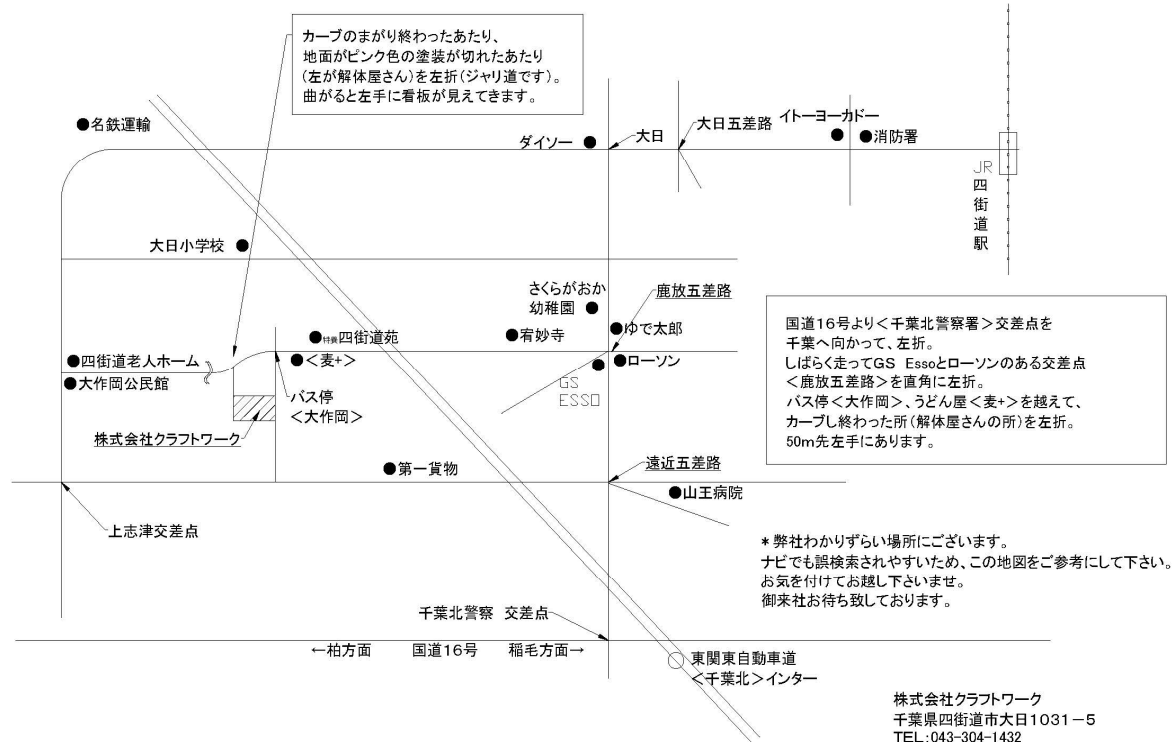 カーブのまがり終わったあたり、
地面がピンク色の塗装が切れたあたり
(左が解体屋さん)を左折(ジャリ道です)。
曲がると左手に看板が見えてきます。
●名鉄運輸
ダイソー ●
大日
大日五差路
イトーヨーカドー
●
●消防署
JR
四街道駅
大日小学校 ●
さくらがおか
幼稚園 ●
鹿放五差路
●特養四街道苑
宥妙寺
●
●ゆで太郎
●四街道老人ホーム
●<麦+>
●ローソン
●大作岡公民館
GS
ESSO
バス停
<大作岡>
株式会社クラフトワーク
国道16号より<千葉北警察署>交差点を
千葉へ向かって、左折。
しばらく走ってGS Essoとローソンのある交差点
<鹿放五差路>を直角に左折。
バス停<大作岡>、うどん屋<麦+>を越えて、
カーブし終わった所(解体屋さんの所)を左折。
50m先左手にあります。
●第一貨物
遠近五差路
●山王病院
上志津交差点
*弊社わかりずらい場所にございます。
ナビでも誤検索されやすいため、この地図をご参考にして下さい。
お気を付けてお越し下さいませ。
御来社お待ち致しております。
千葉北警察 交差点
←柏方面 国道16号 稲毛方面→
東関東自動車道
<千葉北>インター
株式会社クラフトワーク
千葉県四街道市大日1031-5
TEL:043-304-1432